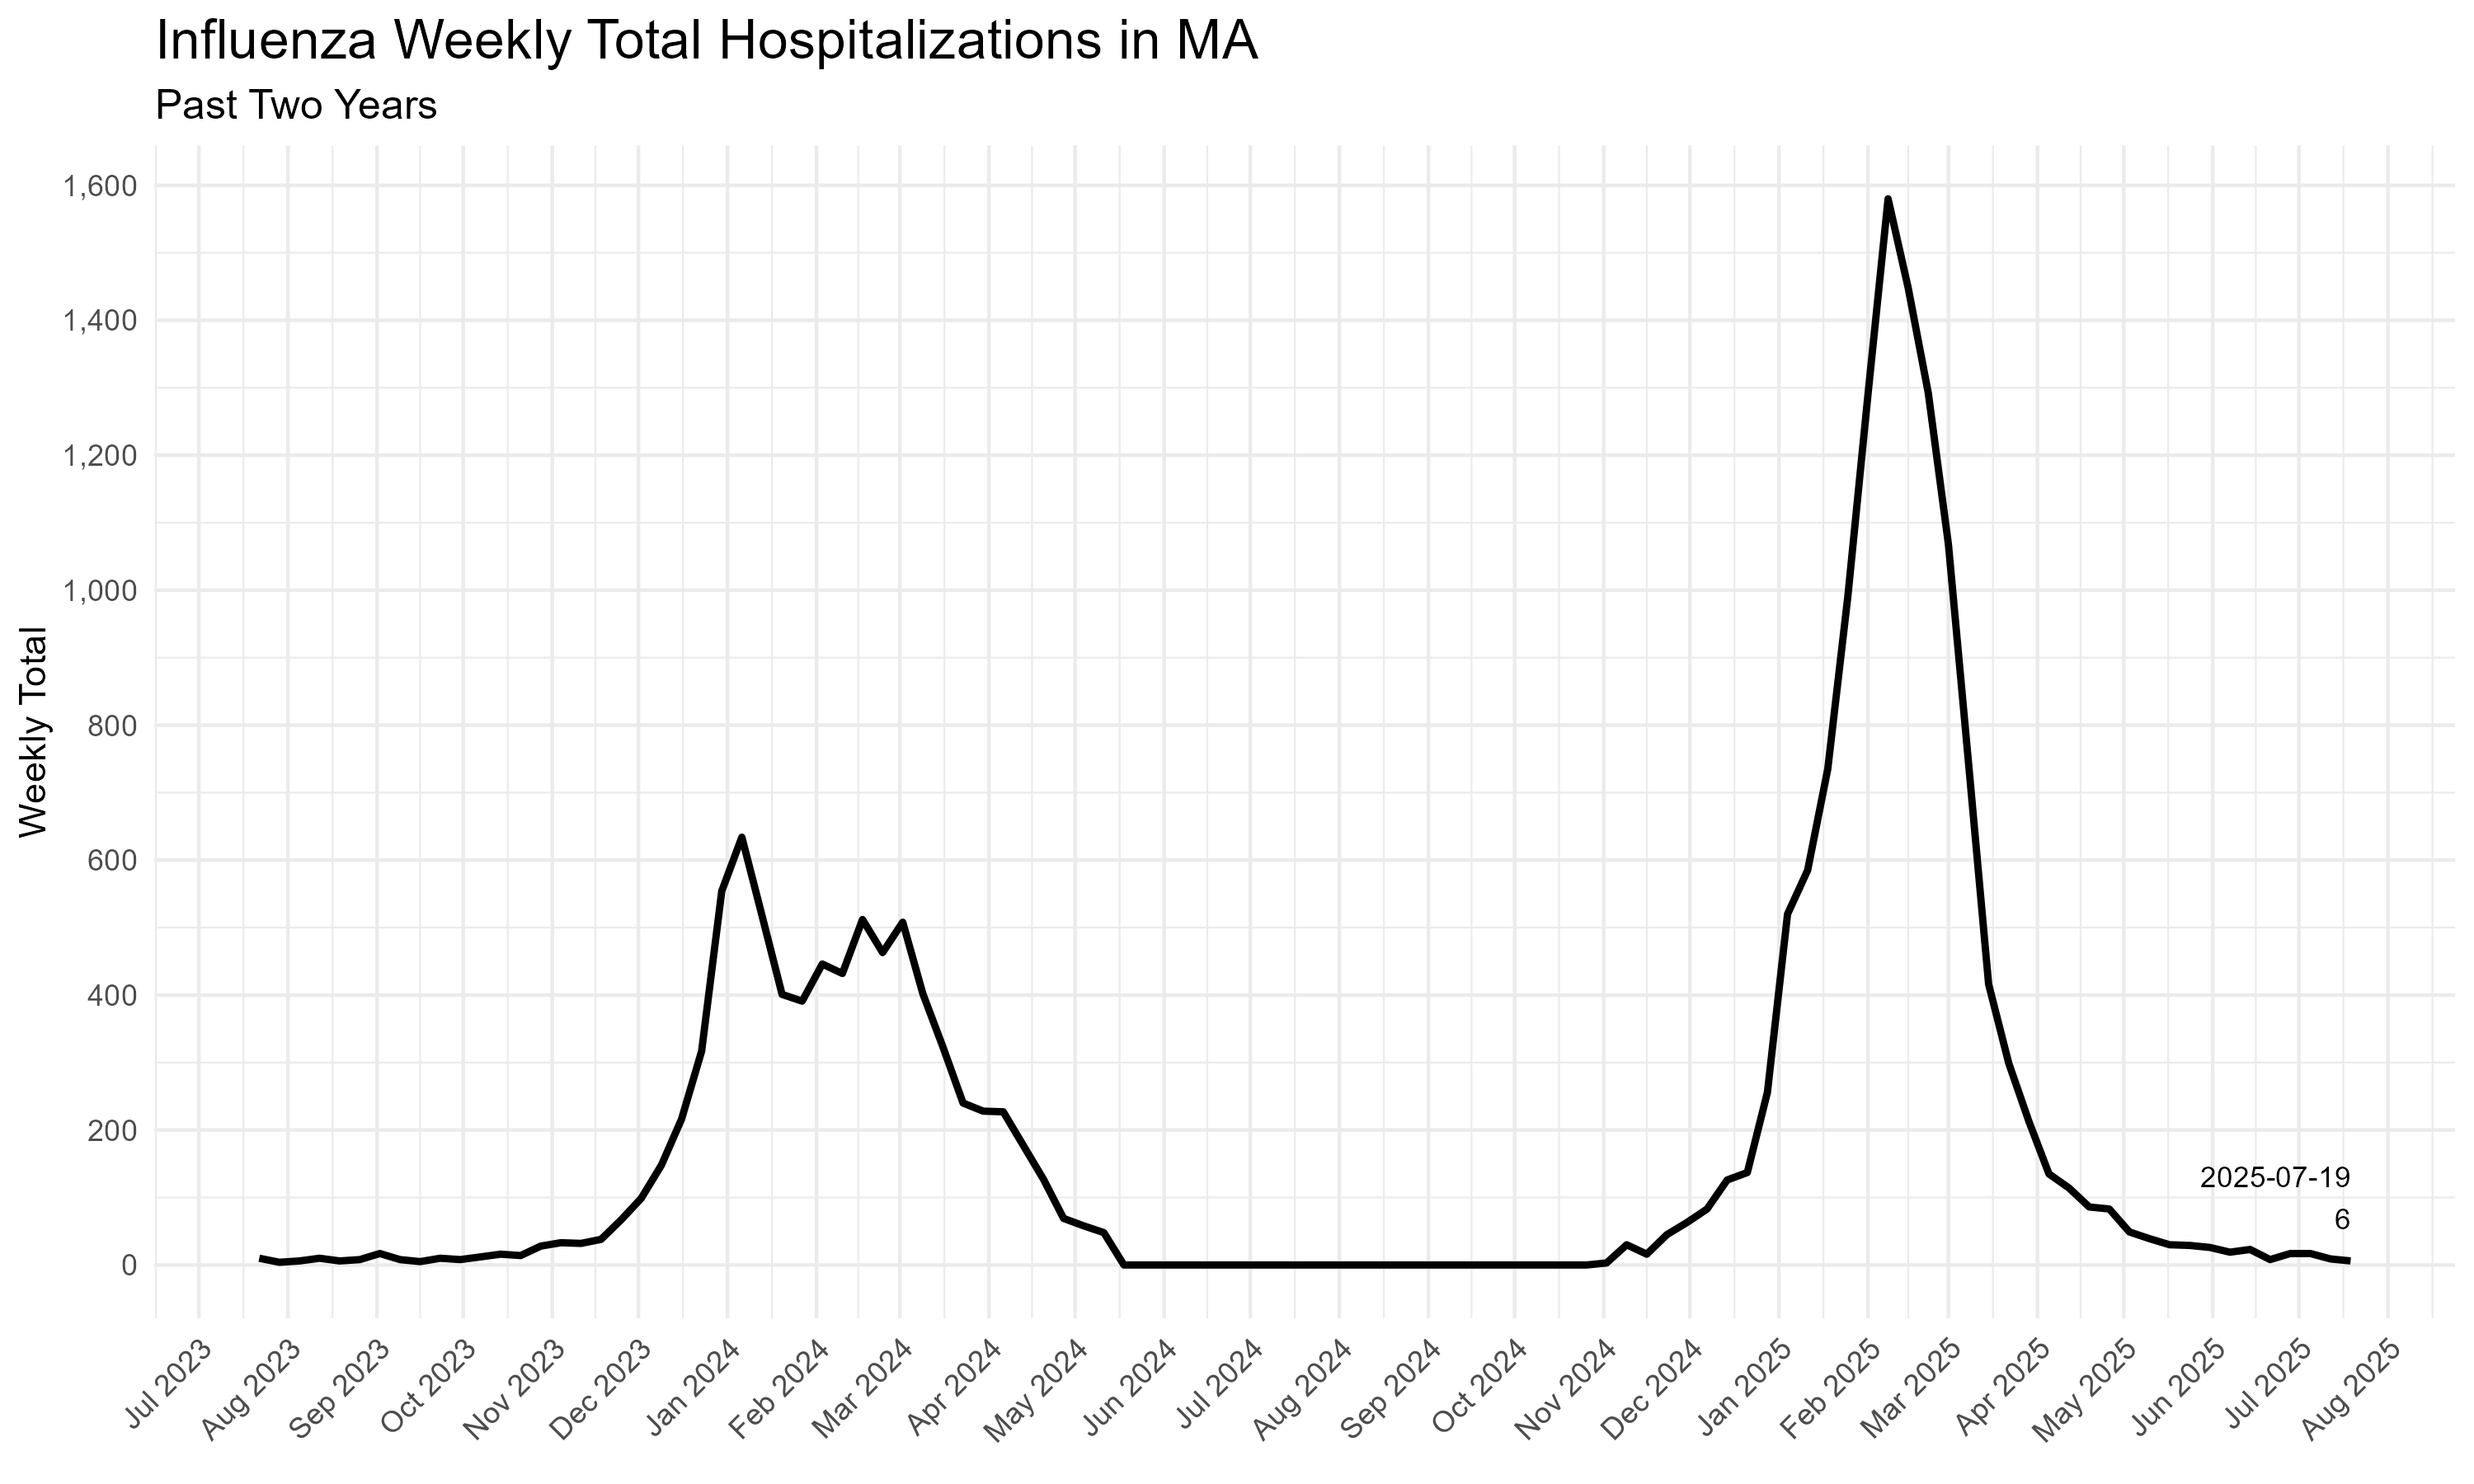 Influenza Weekly Total Hospitalizations in MA
Past Two Years
Weekly Total
1,600
1,400
1,200
1,000
800
600
400
200
0
2025-07-19
6
Jul 2023
Aug 2023
Sep 2023
Oct 2023
Nov 2023
Dec 2023
Jan 2024
Feb 2024
Mar 2024
Apr 2024
May 2024
Jun 2024
Jul 2024
Aug 2024
Sep 2024
Oct 2024
Nov 2024
Dec 2024
Jan 2025
Feb 2025
Mar 2025
Apr 2025
May 2025
Jun 2025
Jul 2025
Aug 2025